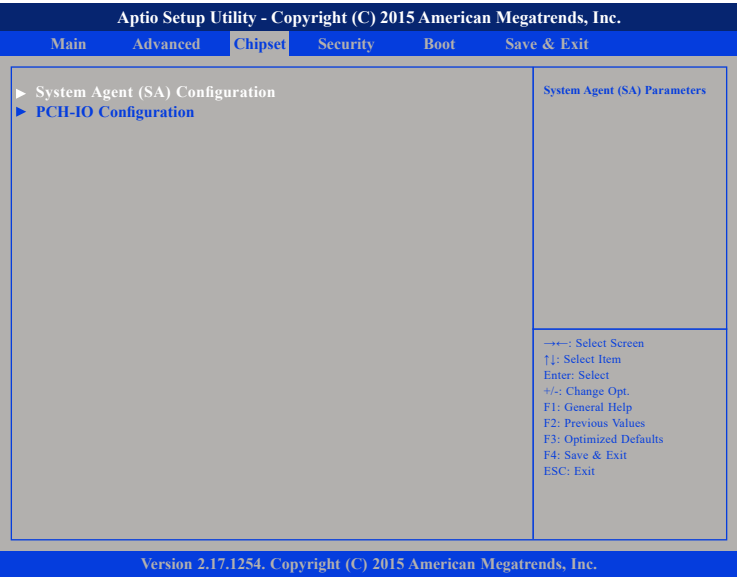 Aptio Setup Utility - Copyright (C) 2015 American Megatrends, Inc.
Main Advanced Chipset Security Boot Save & Exit
► System Agent (SA) Configuration
► PCH-IO Configuration
System Agent (SA) Parameters
→←: Select Screen
↑↓: Select Item
Enter: Select
+/-: Change Opt.
F1: General Help
F2: Previous Values
F3: Optimized Defaults
F4: Save & Exit
ESC: Exit
Version 2.17.1254. Copyright (C) 2015 American Megatrends, Inc.